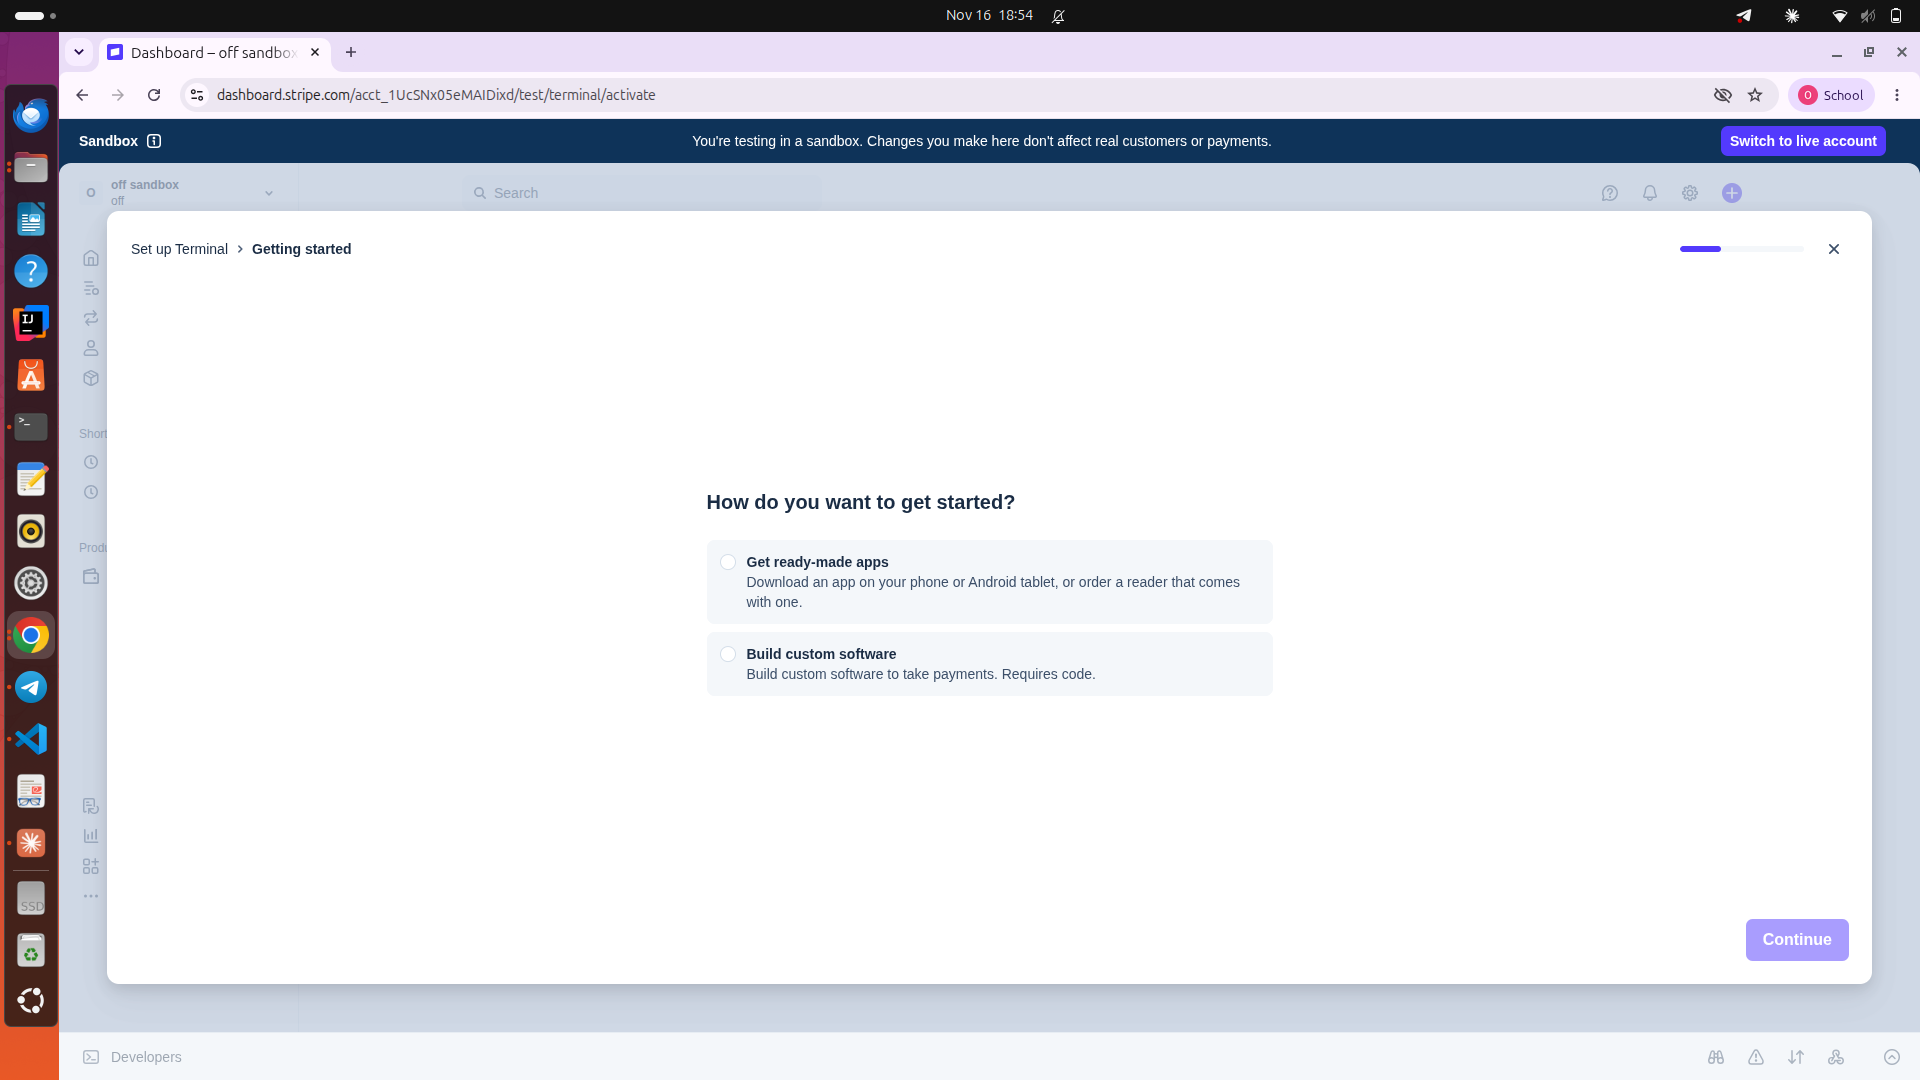 Nov 16 18:54
Dashboard – off sandbox
dashboard.stripe.com/acct_1UcSNx05eMAIDixd/test/terminal/activate
O
School
Sandbox
You're testing in a sandbox. Changes you make here don't affect real customers or payments.
Switch to live account
O
off sandbox
off
Search
Set up Terminal
Getting started
Short
Produ
How do you want to get started?
Get ready-made apps
Download an app on your phone or Android tablet, or order a reader that comes
with one.
Build custom software
Build custom software to take payments. Requires code.
Continue
SSD
Developers